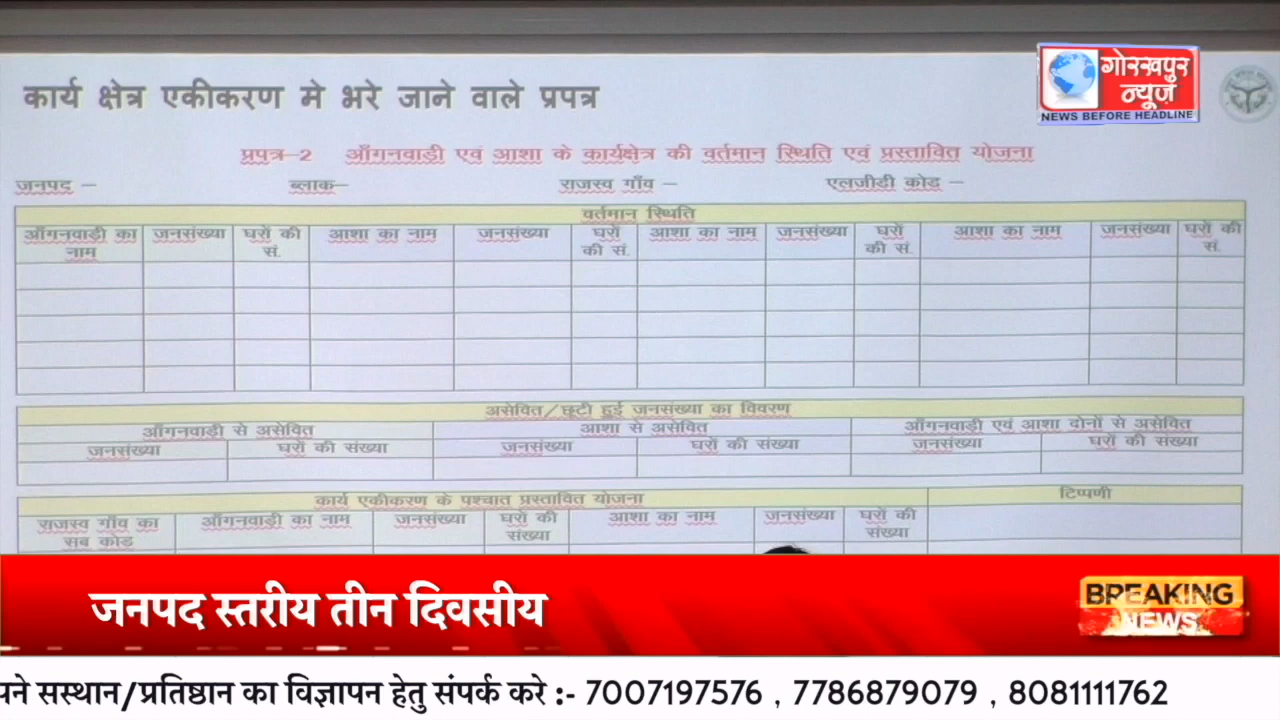 कार्य क्षेत्र एकीकरण मे भरे जाने वाले प्रपत्र
गोरखपुर
न्यूज़
NEWS BEFORE HEADLINE
प्रपत्र–2 आँगनवाड़ी एवं आशा के कार्यक्षेत्र की वर्तमान स्थिति एवं प्रस्तावित योजना
जनपद – ब्लाक– राजस्व गाँव – एलजीडी कोड –
वर्तमान स्थिति
आँगनवाड़ी का नाम जनसंख्या घरों की सं. आशा का नाम जनसंख्या घरों की सं. आशा का नाम जनसंख्या घरों की सं. आशा का नाम जनसंख्या घरों की सं.
असेवित/छूटी हुई जनसंख्या का विवरण
आँगनवाड़ी से असेवित आशा से असेवित आँगनवाड़ी एवं आशा दोनों से असेवित
जनसंख्या घरों की संख्या जनसंख्या घरों की संख्या जनसंख्या घरों की संख्या
कार्य एकीकरण के पश्चात् प्रस्तावित योजना टिप्पणी
राजस्व गाँव का सब कोड आँगनवाड़ी का नाम जनसंख्या घरों की संख्या आशा का नाम जनसंख्या घरों की संख्या
जनपद स्तरीय तीन दिवसीय
BREAKING
NEWS
पने सस्थान/प्रतिष्ठान का विज्ञापन हेतु संपर्क करे :- 7007197576 , 7786879079 , 8081111762